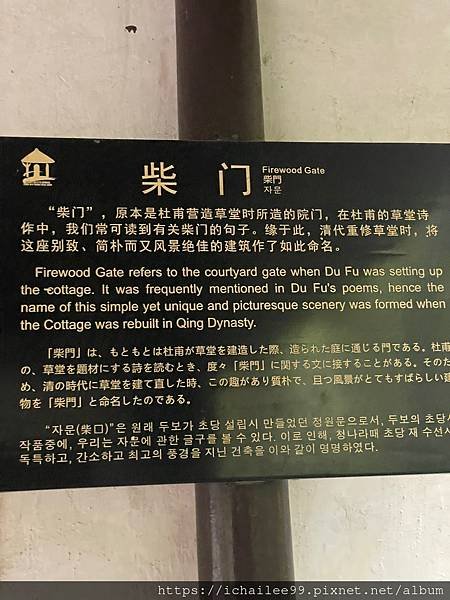 柴 门
Firewood Gate
柴門
자문
“柴门”，原本是杜甫营造草堂时所造的院门，在杜甫的草堂诗
作中，我们常可读到有关柴门的句子。缘于此，清代重修草堂时，将
这座别致、简朴而又风景绝佳的建筑作了如此命名。
Firewood Gate refers to the courtyard gate when Du Fu was setting up
the cottage. It was frequently mentioned in Du Fu's poems, hence the
name of this simple yet unique and picturesque scenery was formed when
the Cottage was rebuilt in Qing Dynasty.
「柴門」は、もともとは杜甫が草堂を建造した際、造られた庭に通じる門である。杜甫
の、草堂を題材にする詩を読むとき、度々「柴門」に関する文に接することがある。そのた
め、清の時代に草堂を建て直した時、この趣があり質朴で、且つ風景がとてもすばらしい建
物を「柴門」と命名したのである。
“자문(柴口)”은 원래 두보가 초당 설립시 만들었던 정원문으로서, 두보의 초당시
작품중에, 우리는 자문에 관한 글구를 볼 수 있다. 이로 인해, 청나라때 초당 재 수선시
독특하고, 간소하고 최고의 풍경을 지닌 건축을 이와 같이 명명하였다.
https://ichailee99.pixnet.net/album